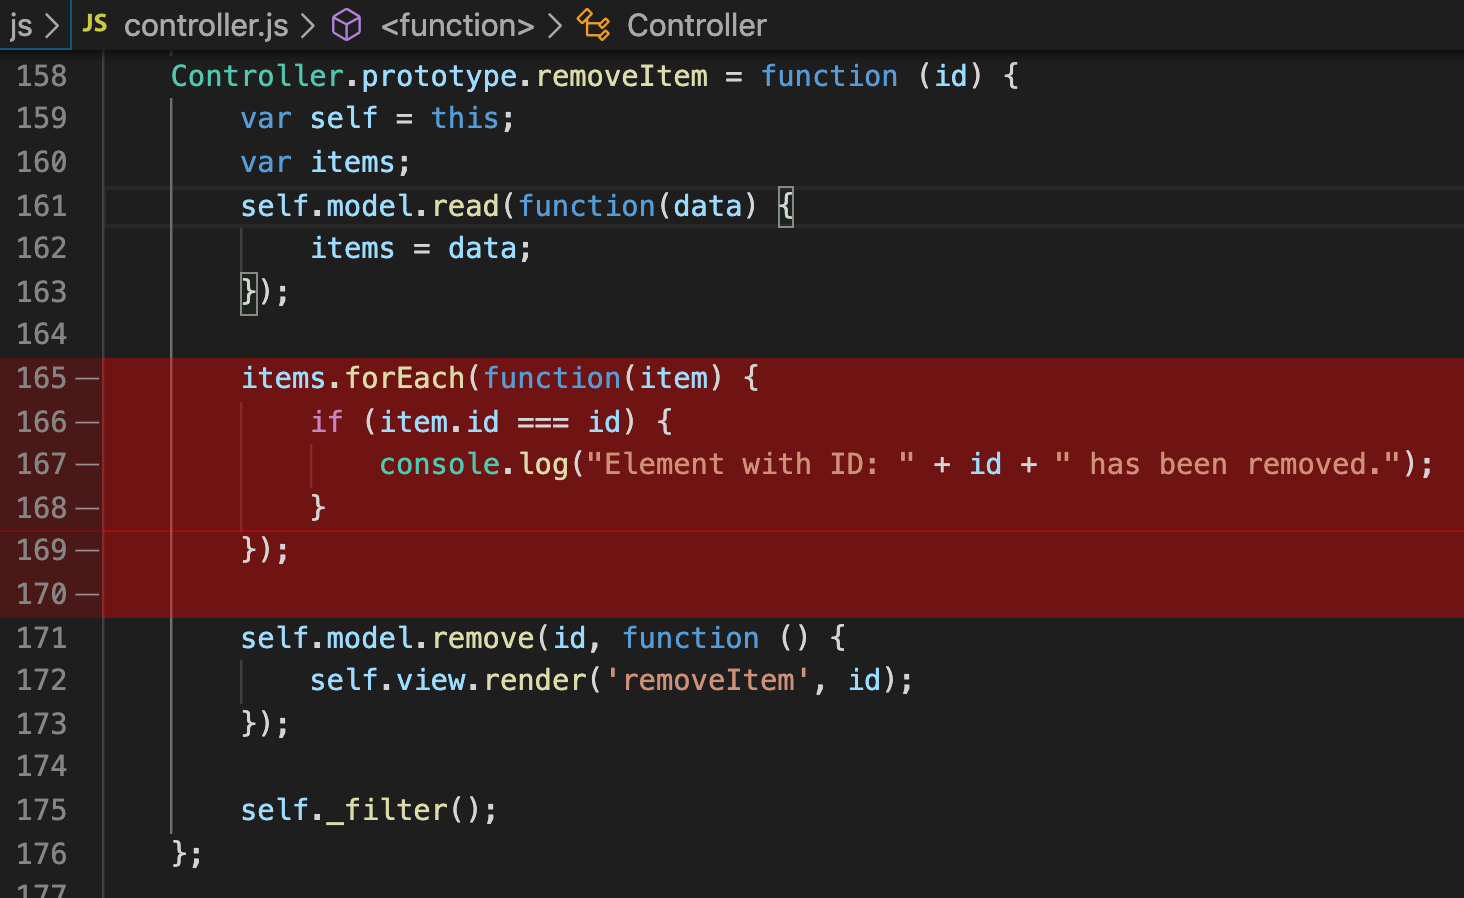 js > JS controller.js > <function> > Controller
158 Controller.prototype.removeItem = function (id) {
159 var self = this;
160 var items;
161 self.model.read(function(data) {
162 items = data;
163 });
164
165 — items.forEach(function(item) {
166 — if (item.id === id) {
167 — console.log("Element with ID: " + id + " has been removed.");
168 — }
169 — });
170 —
171 self.model.remove(id, function () {
172 self.view.render('removeItem', id);
173 });
174
175 self._filter();
176 };
177